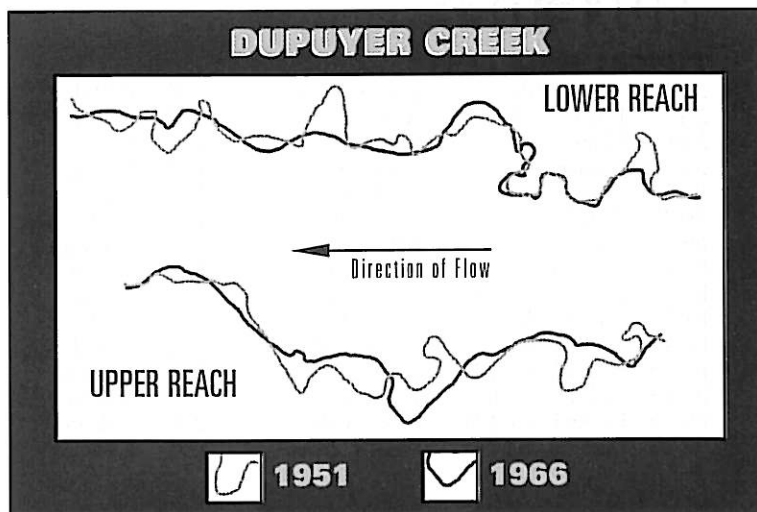 DUPUYER CREEK
LOWER REACH
Direction of Flow
UPPER REACH
1951
1966